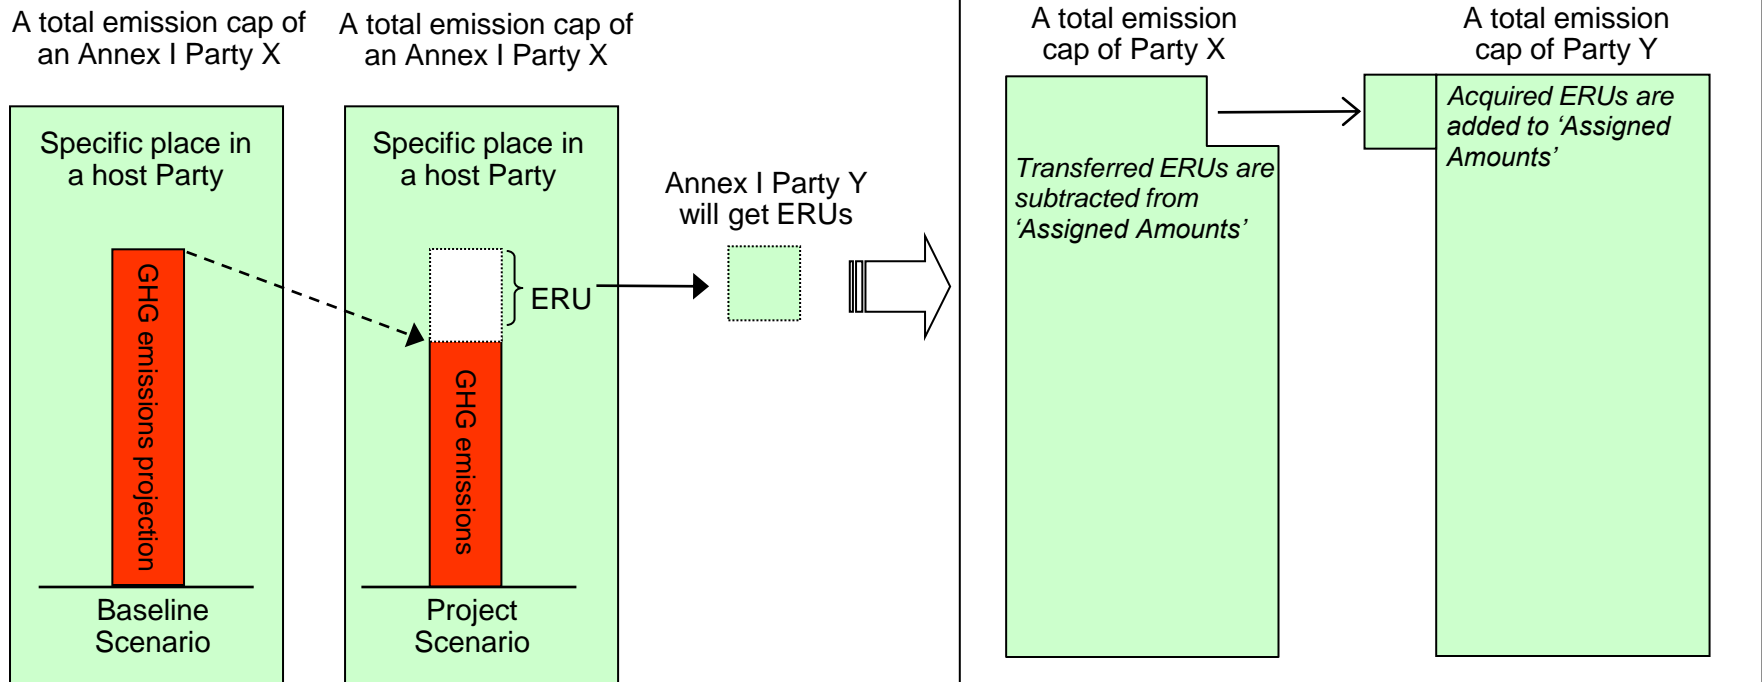 A total emission cap of
an Annex I Party X
A total emission cap of
an Annex I Party X
Specific place in
a host Party
GHG emissions projection
Baseline
Scenario
Specific place in
a host Party
ERU
GHG emissions
Project
Scenario
Annex I Party Y
will get ERUs
A total emission
cap of Party X
Transferred ERUs are
subtracted from
‘Assigned Amounts’
A total emission
cap of Party Y
Acquired ERUs are
added to ‘Assigned
Amounts’